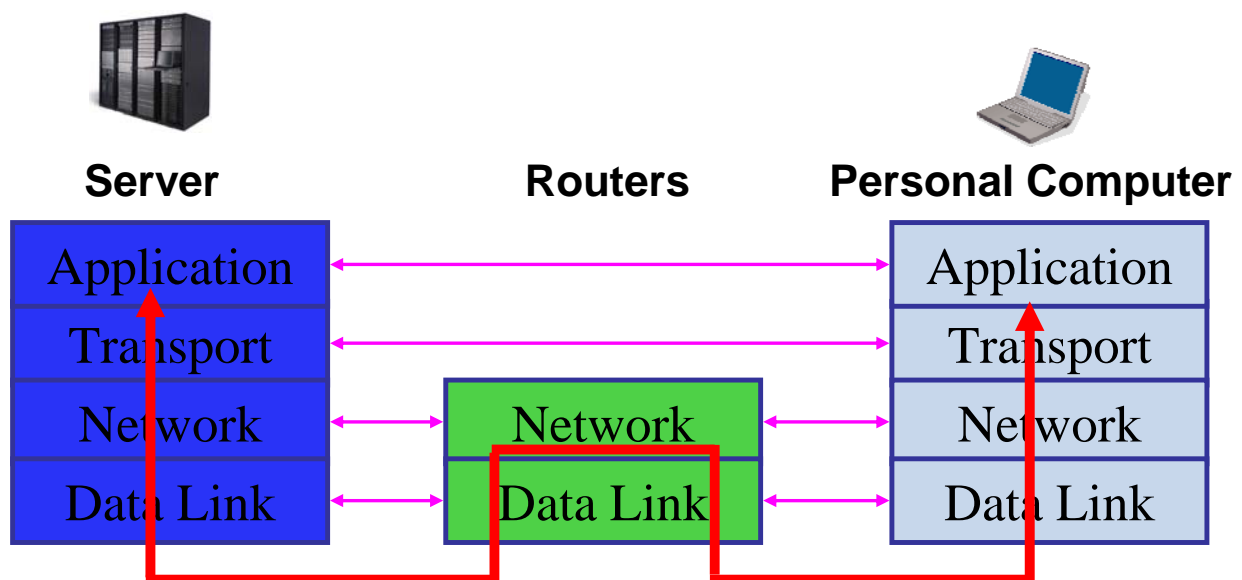 Server
Routers
Personal Computer
Application
Application
Transport
Transport
Network
Network
Network
Data Link
Data Link
Data Link